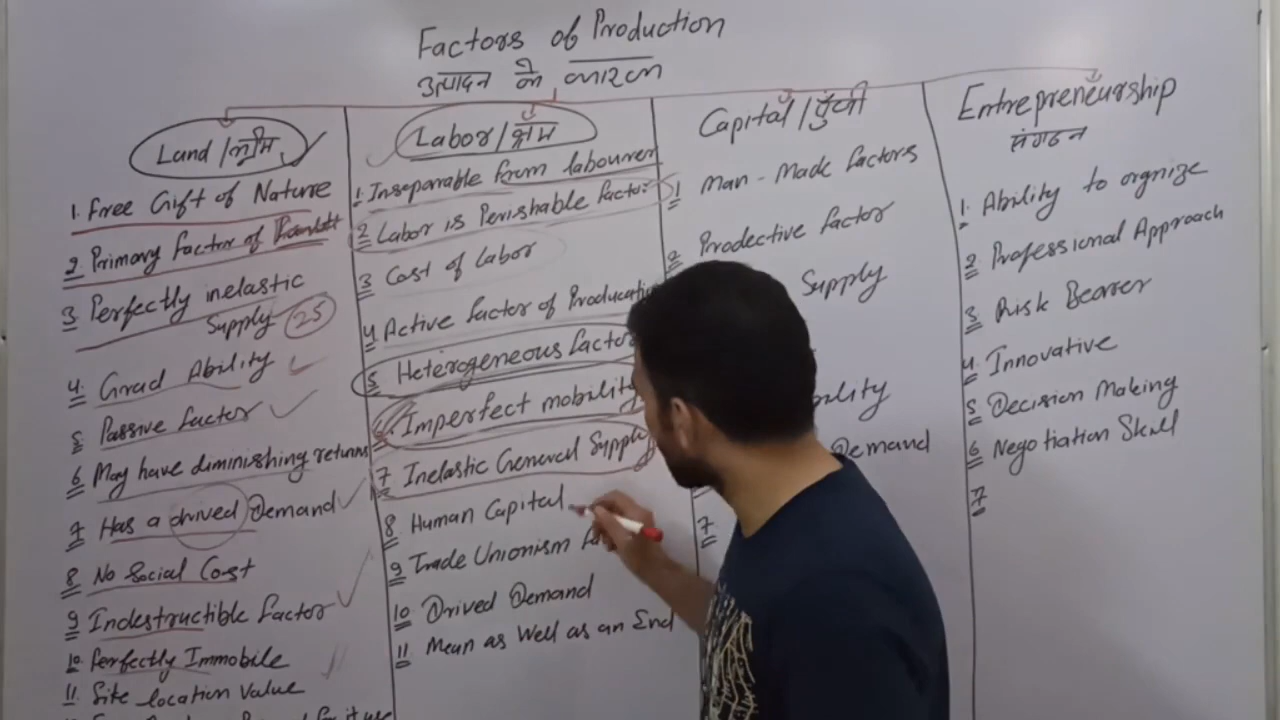 Factors of Production
उत्पादन के कारक
Land/भूमि
1. Free Gift of Nature
2 Primary factor of
3 Perfectly inelastic
Supply 25
4. Grad Ability
5 Passive factor
6 May have diminishing returns
7 Has a drived Demand
8 No Social Cost
9 Indestructible factor
10. Perfectly Immobile
11. Site location value
Labor/श्रम
1. Inseparable from labourer
2 Labor is Perishable factor
3 Cost of labor
4 Active factor of Producation
5. Heterogeneous factor
6. Imperfect mobility
7 Inelastic General Supply
8 Human Capital
9 Trade Unionism
10 Drived Demand
11 Mean as Well as an End
Capital/पूंजी
1 Man-Made factors
2 Prodective factor
Supply
Demand
7
Entrepreneurship
संगठन
1. Ability to orgnize
2 Professional Approach
3 Risk Bearer
4. Innovative
5 Decision Making
6 Negotiation Skill
7